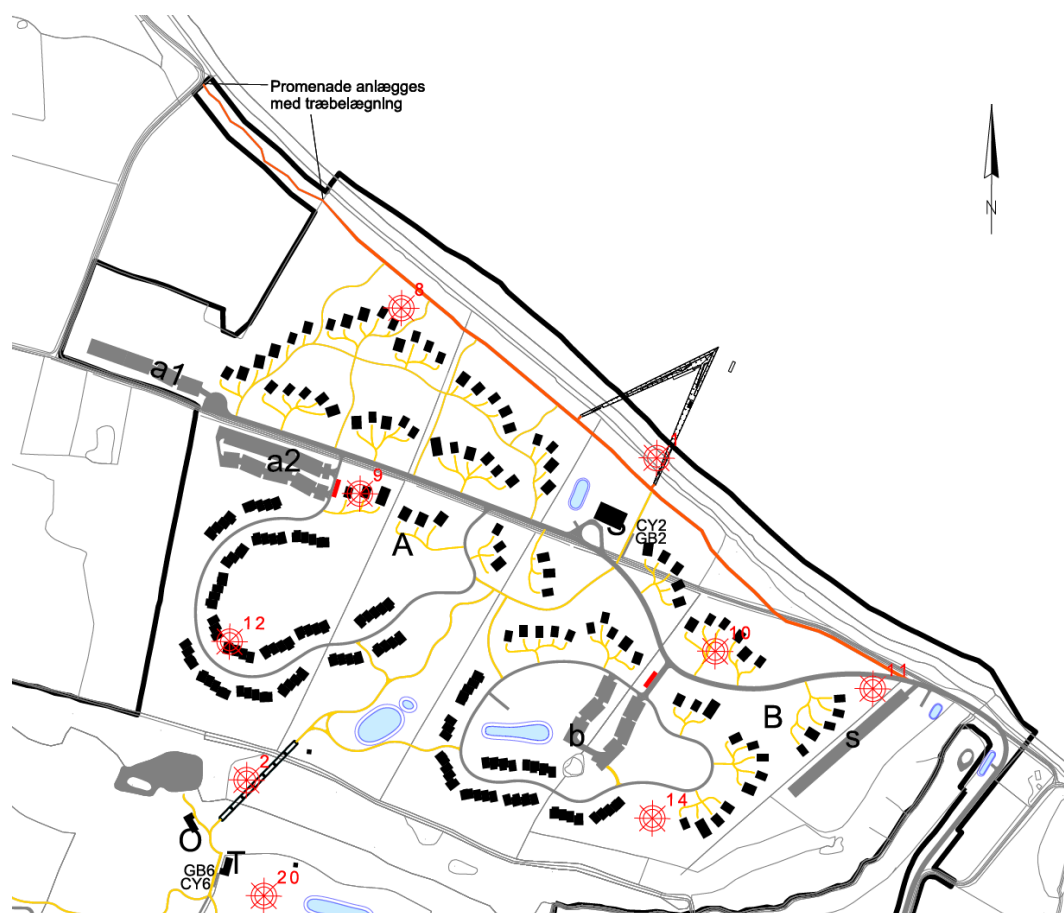 Promenade anlægges
med træbelægning
N
8
a1
a2
9
A
S
CY2
GB2
12
10
11
B
s
b
2
14
O
T
GB6
CY6
20